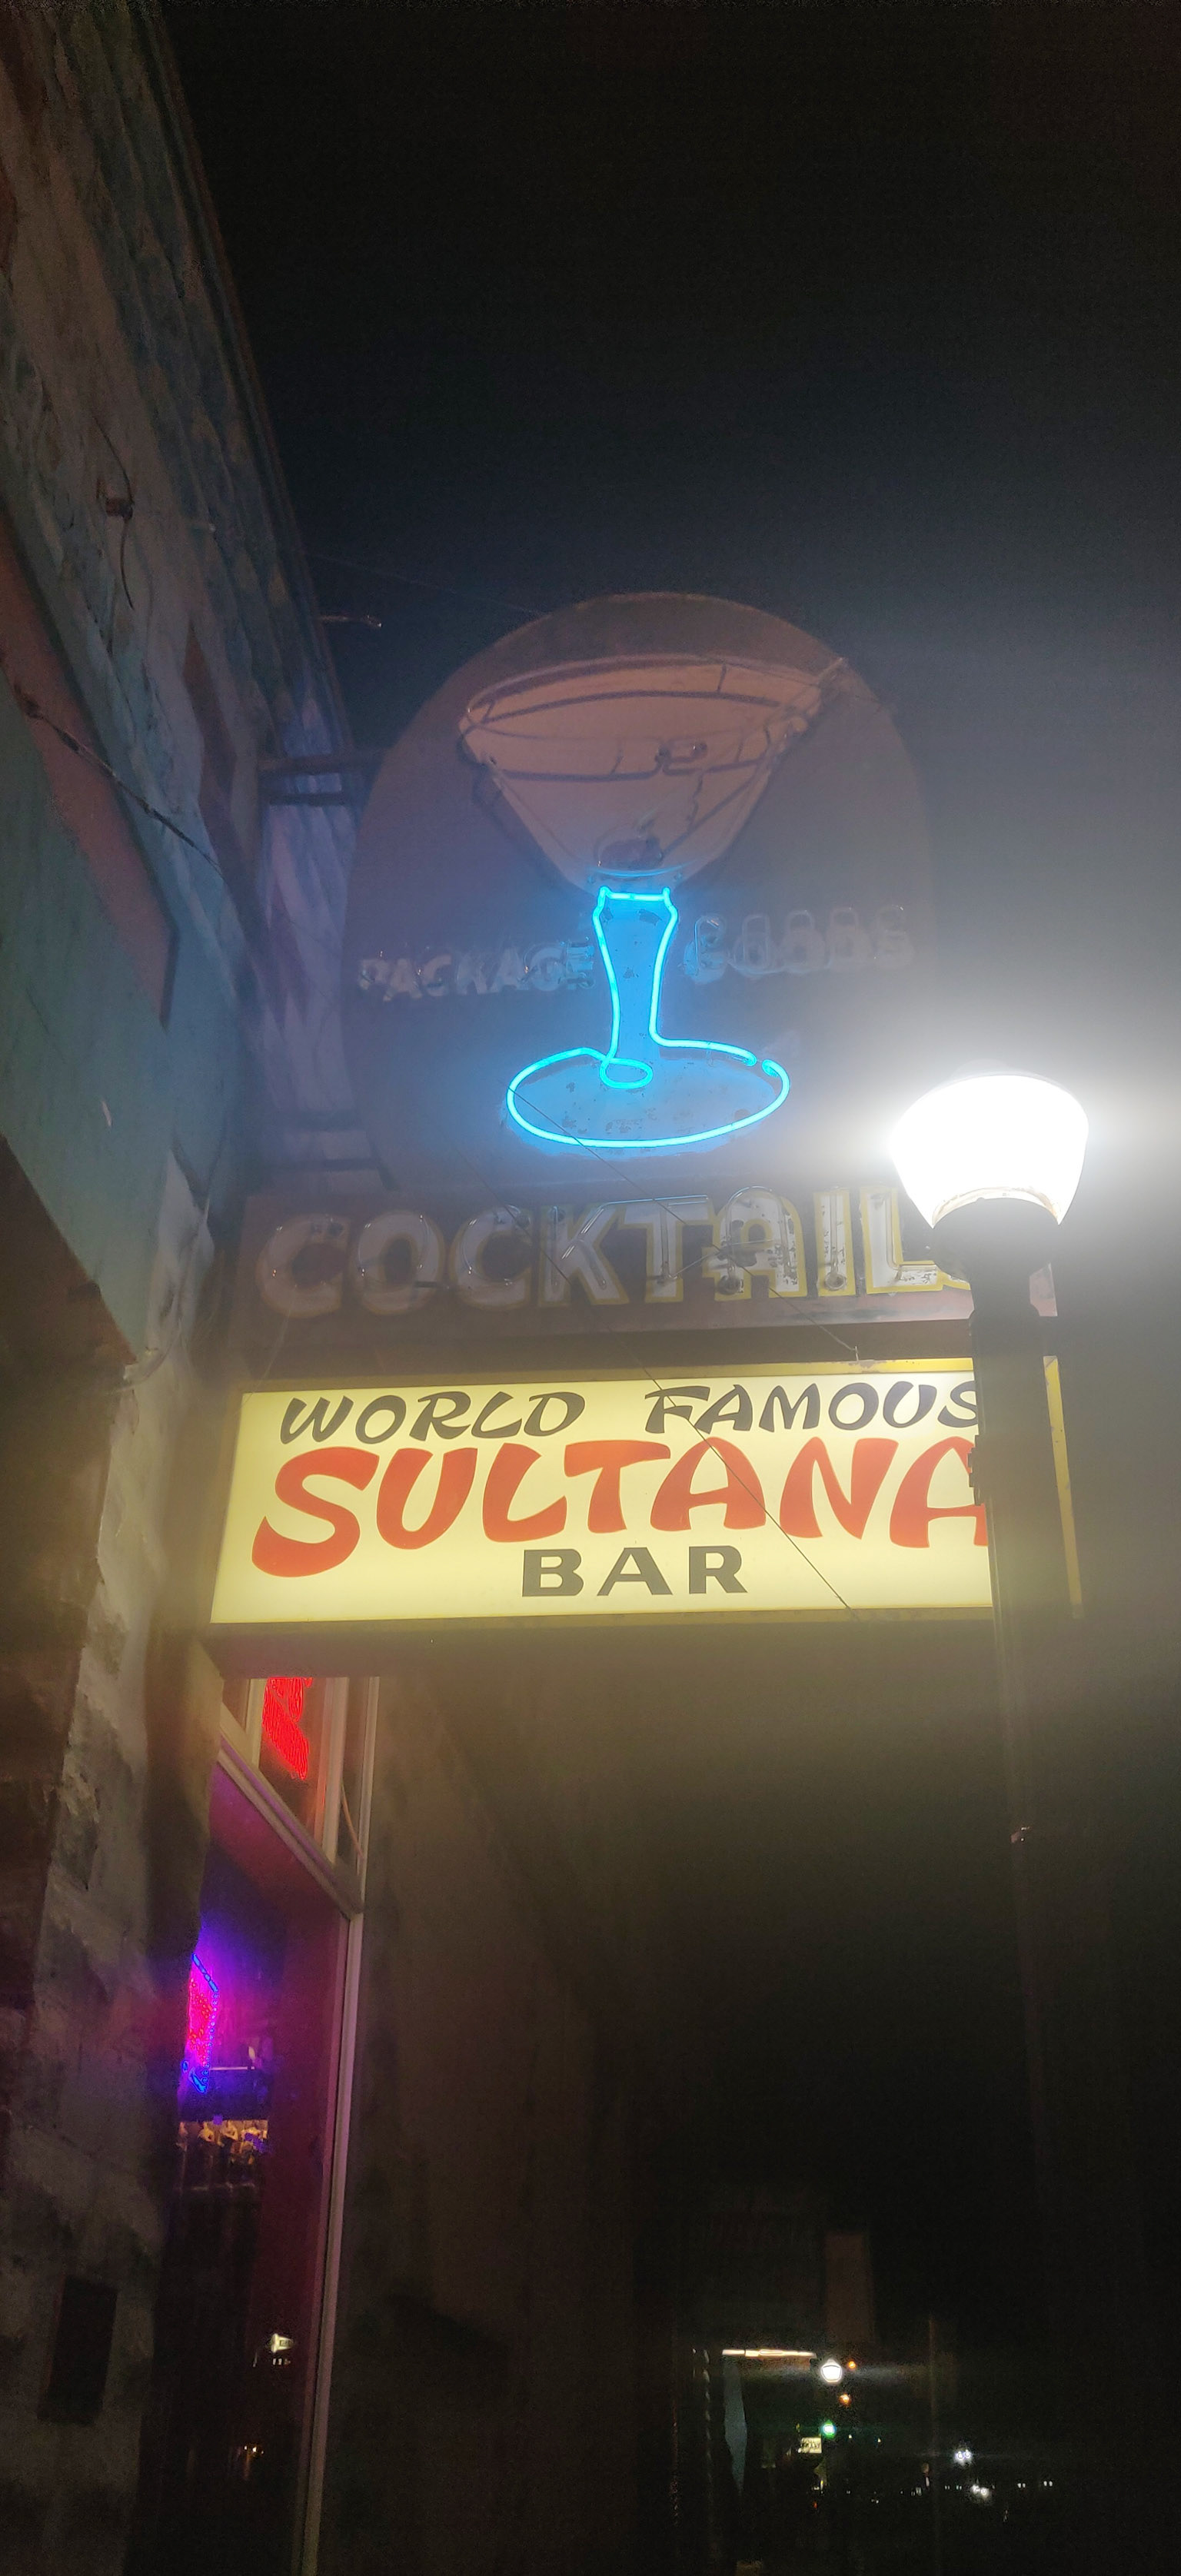 PACKAGE GOODS
COCKTAILS
WORLD FAMOUS
SULTANA
BAR